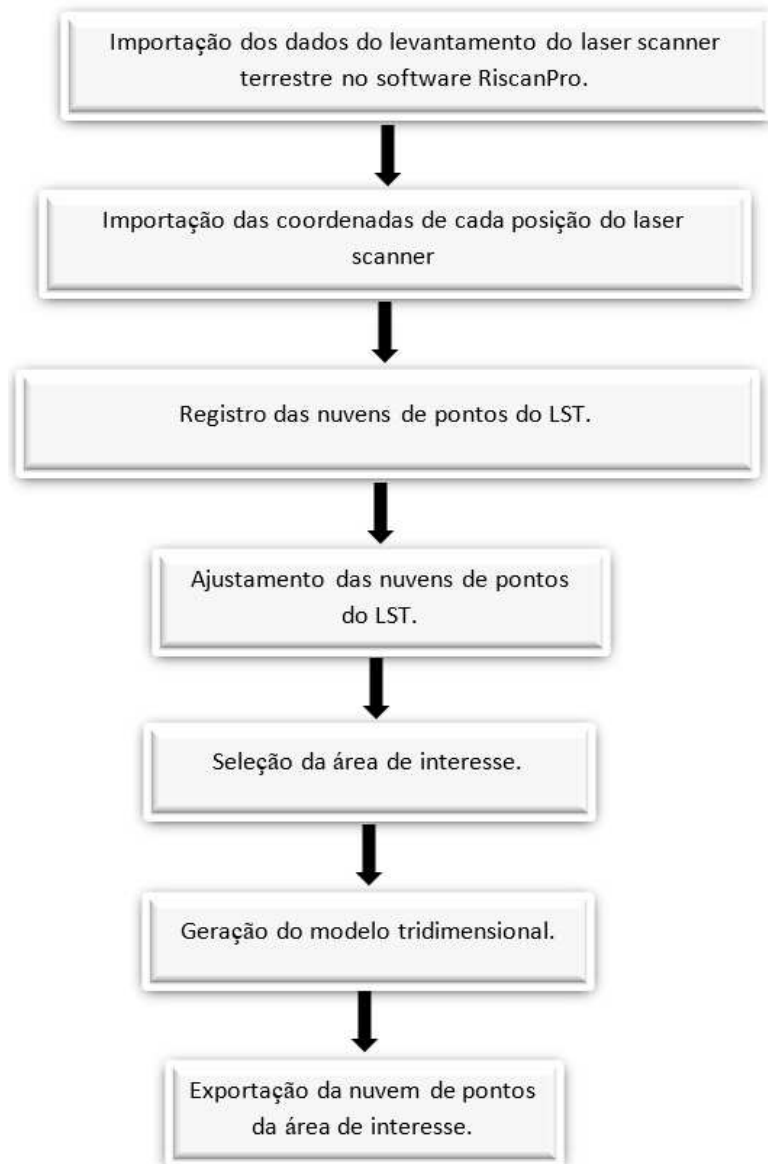 Importação dos dados do levantamento do laser scanner
terrestre no software RiscanPro.
Importação das coordenadas de cada posição do laser
scanner
Registro das nuvens de pontos do LST.
Ajustamento das nuvens de pontos
do LST.
Seleção da área de interesse.
Geração do modelo tridimensional.
Exportação da nuvem de pontos
da área de interesse.